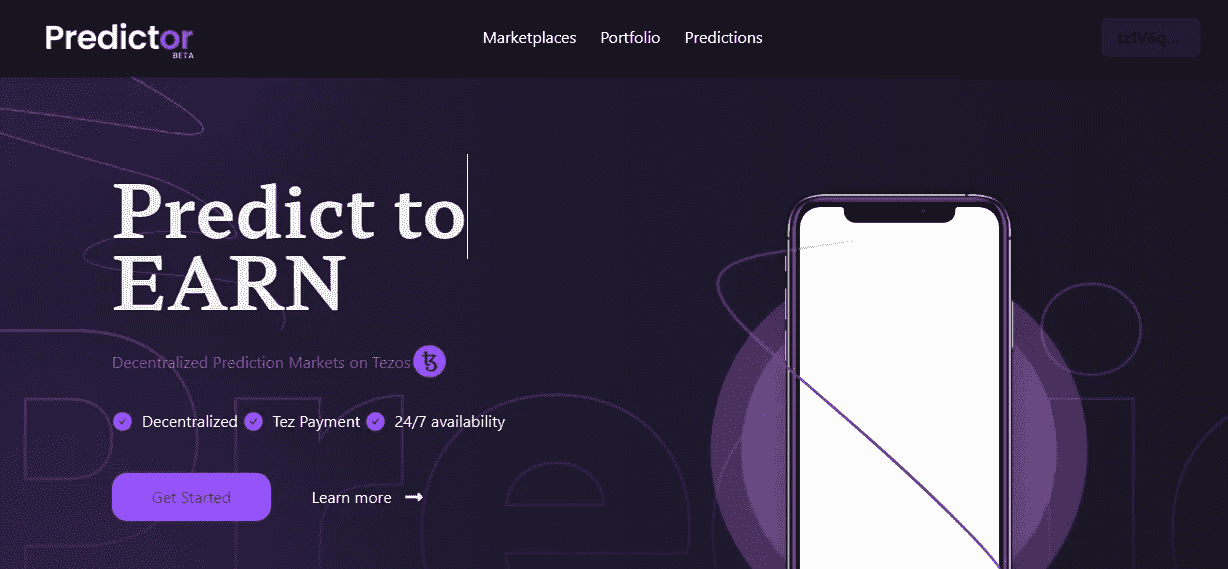 Predictor
BETA
Marketplaces Portfolio Predictions
tz1V6q...
Predict to
EARN
Decentralized Prediction Markets on Tezos
Decentralized Tez Payment 24/7 availability
Get Started Learn more
Predic